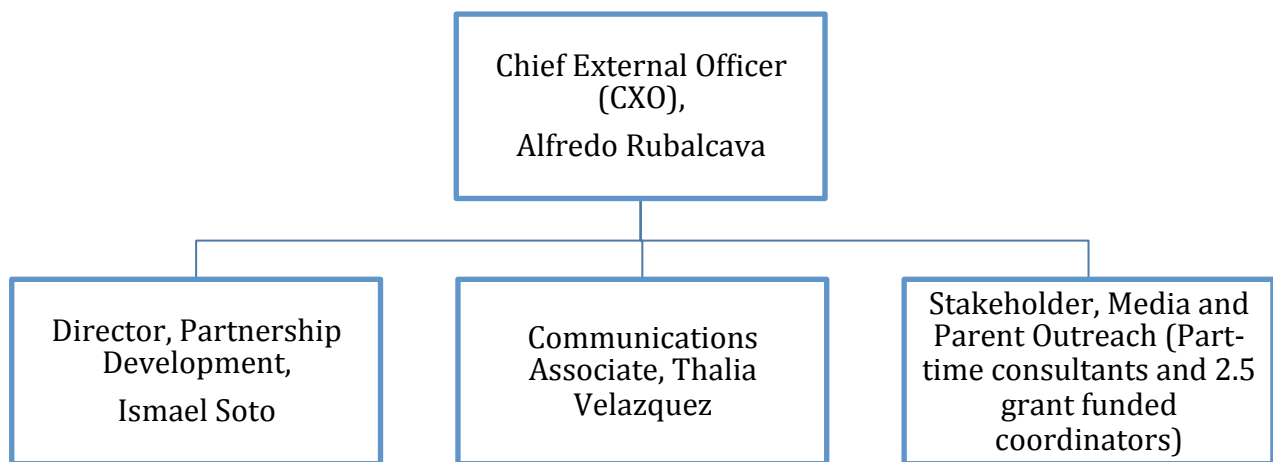 Chief External Officer
(CXO),
Alfredo Rubalcava
Director, Partnership
Development,
Ismael Soto
Communications
Associate, Thalia
Velazquez
Stakeholder, Media and
Parent Outreach (Part-
time consultants and 2.5
grant funded
coordinators)